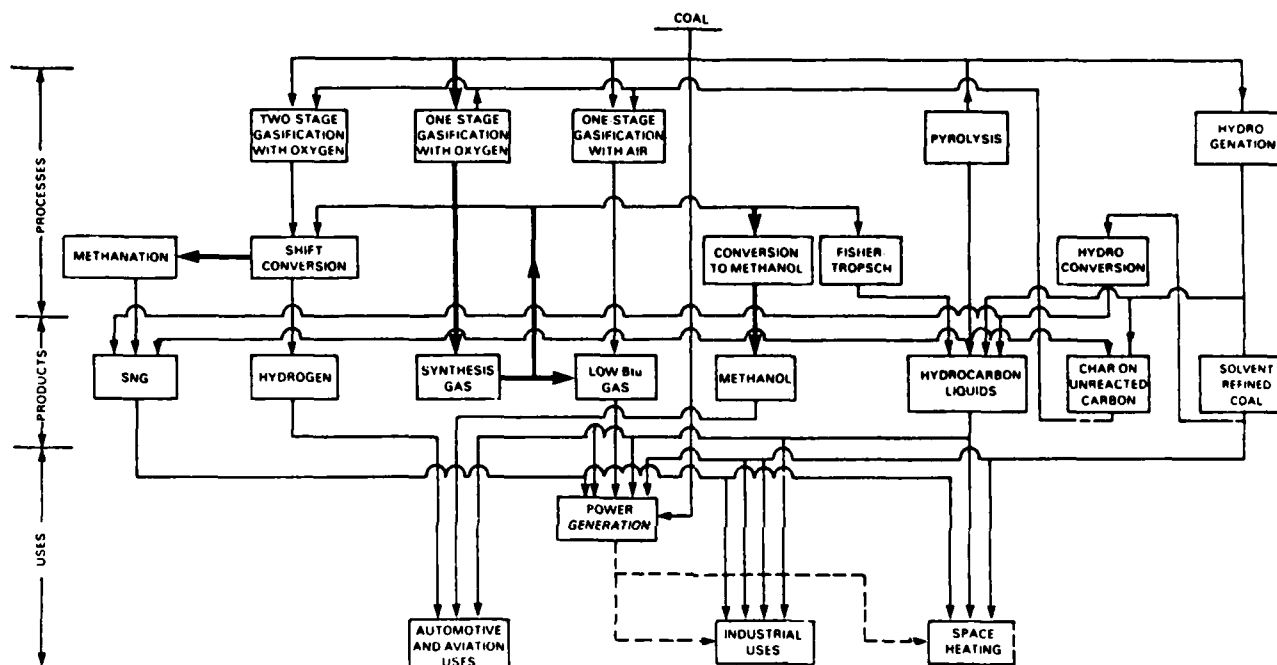 COAL
PROCESSES
PRODUCTS
USES
TWO STAGE
GASIFICATION
WITH OXYGEN
ONE STAGE
GASIFICATION
WITH OXYGEN
ONE STAGE
GASIFICATION
WITH AIR
PYROLYSIS
HYDRO
GENATION
METHANATION
SHIFT
CONVERSION
CONVERSION
TO METHANOL
FISHER-
TROPSCH
HYDRO
CONVERSION
SNG
HYDROGEN
SYNTHESIS
GAS
LOW Btu
GAS
METHANOL
HYDROCARBON
LIQUIDS
CHAR ON
UNREACTED
CARBON
SOLVENT
REFINED
COAL
POWER
GENERATION
AUTOMOTIVE
AND AVIATION
USES
INDUSTRIAL
USES
SPACE
HEATING